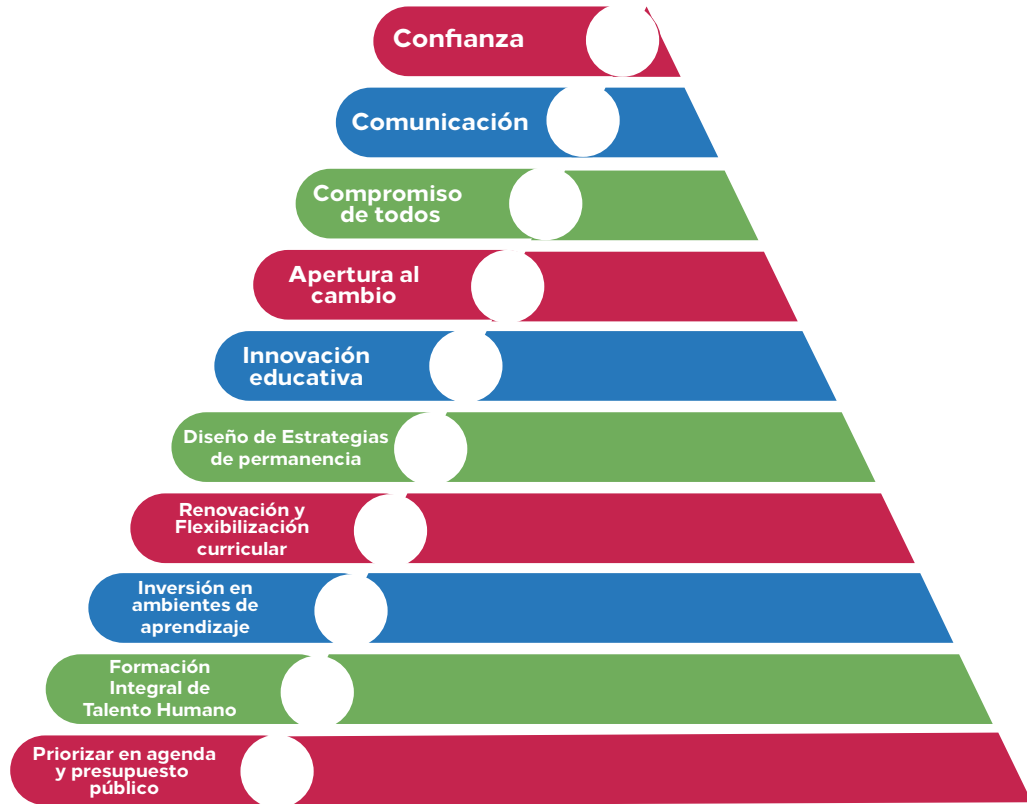 Confianza
Comunicación
Compromiso
de todos
Apertura al
cambio
Innovación
educativa
Diseño de Estrategias
de permanencia
Renovación y
Flexibilización
curricular
Inversión en
ambientes de
aprendizaje
Formación
Integral de
Talento Humano
Priorizar en agenda
y presupuesto
público